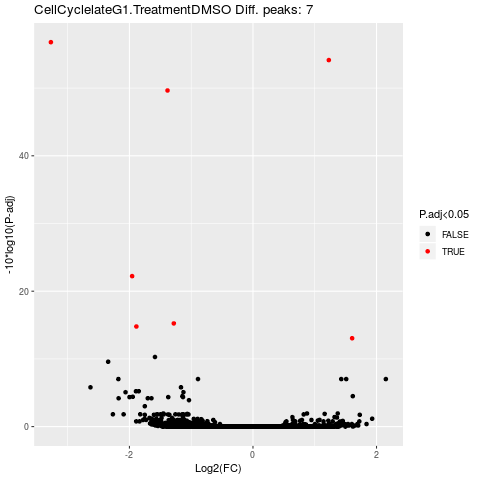 CellCyclelateG1.TreatmentDMSO Diff. peaks: 7
-10*log10(P-adj)
40
20
0
-2
0
2
Log2(FC)
P.adj<0.05
FALSE
TRUE